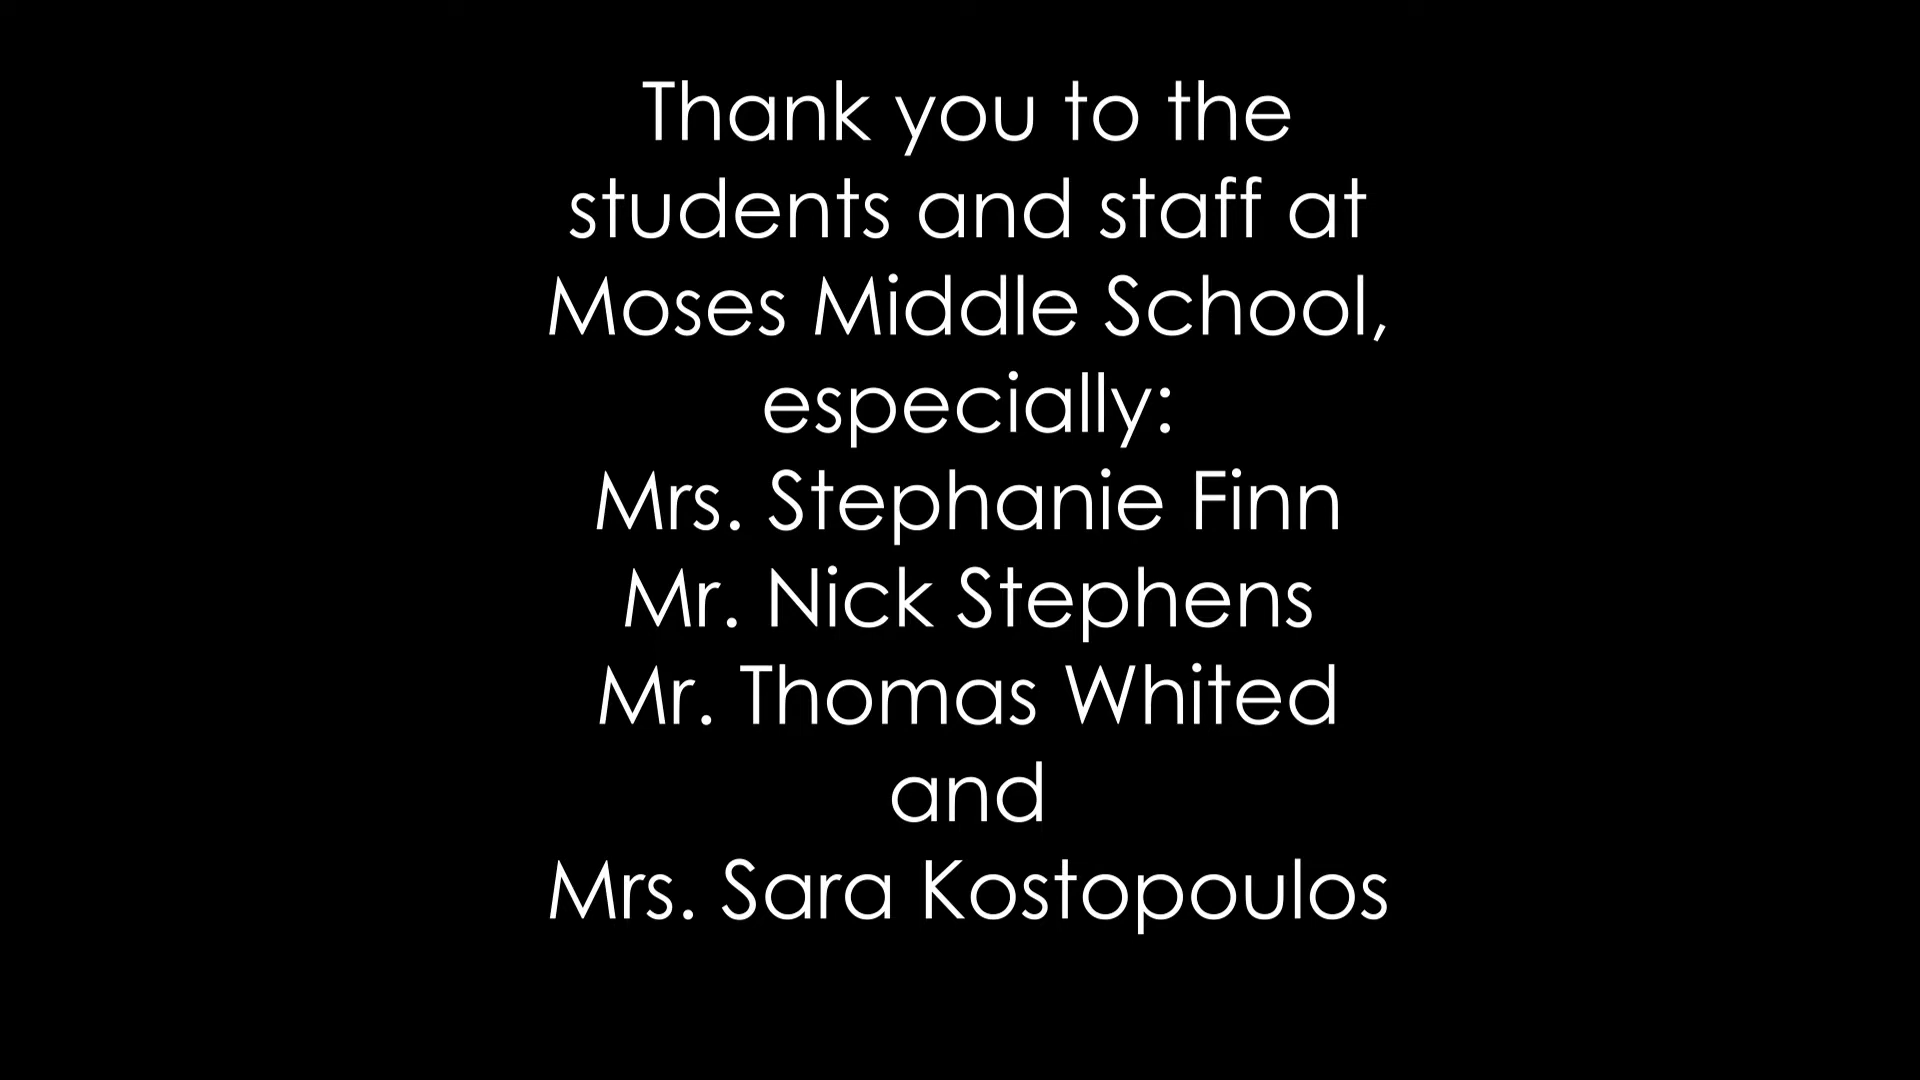 Thank you to the
students and staff at
Moses Middle School,
especially:
Mrs. Stephanie Finn
Mr. Nick Stephens
Mr. Thomas Whited
and
Mrs. Sara Kostopoulos